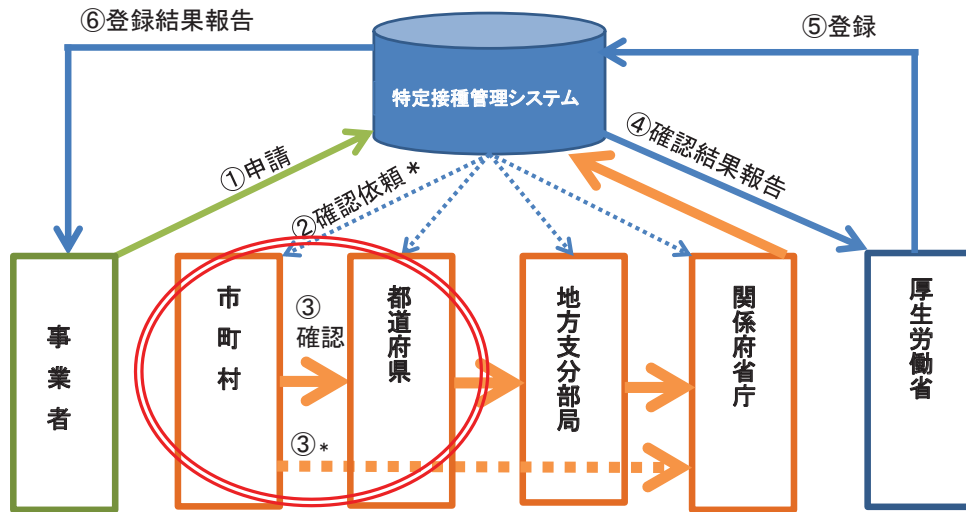 ⑥登録結果報告
⑤登録
特定接種管理システム
④確認結果報告
①申請
②確認依頼*
事業者
市町村
③
確認
都道府県
地方支分部局
関係府省庁
厚生労働省
③*